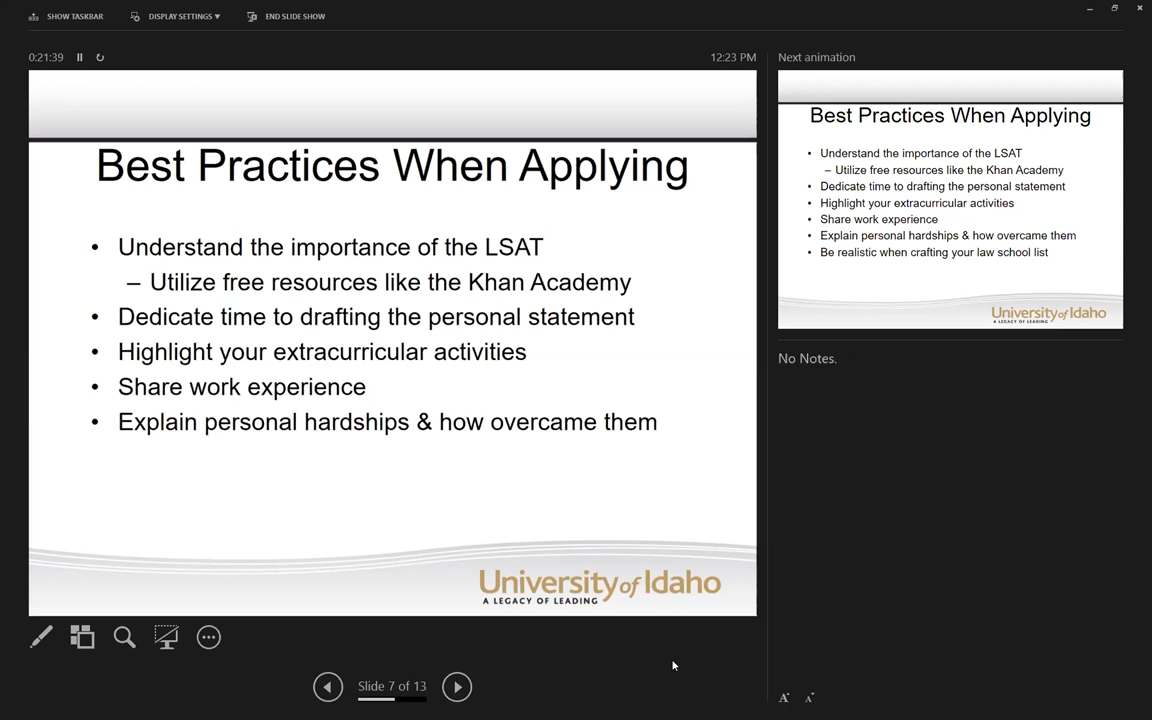 SHOW TASKBAR
DISPLAY SETTINGS ▼
END SLIDE SHOW
0:21:39
12:23 PM
Best Practices When Applying
• Understand the importance of the LSAT
– Utilize free resources like the Khan Academy
• Dedicate time to drafting the personal statement
• Highlight your extracurricular activities
• Share work experience
• Explain personal hardships & how overcame them
University of Idaho
A LEGACY OF LEADING
Slide 7 of 13
Next animation
Best Practices When Applying
• Understand the importance of the LSAT
– Utilize free resources like the Khan Academy
• Dedicate time to drafting the personal statement
• Highlight your extracurricular activities
• Share work experience
• Explain personal hardships & how overcame them
• Be realistic when crafting your law school list
University of Idaho
A LEGACY OF LEADING
No Notes.
A A